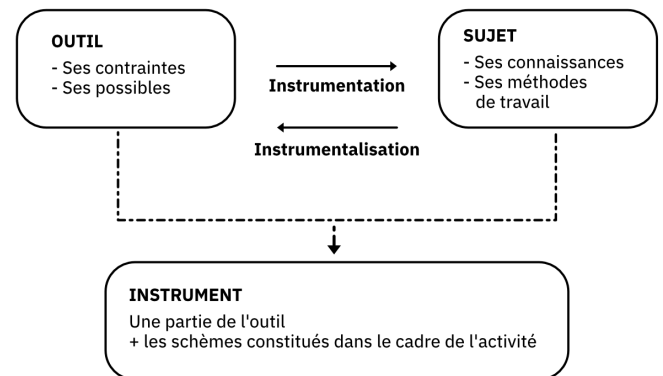 OUTIL
- Ses contraintes
- Ses possibles
Instrumentation
Instrumentalisation
SUJET
- Ses connaissances
- Ses méthodes
de travail
INSTRUMENT
Une partie de l'outil
+ les schèmes constitués dans le cadre de l'activité